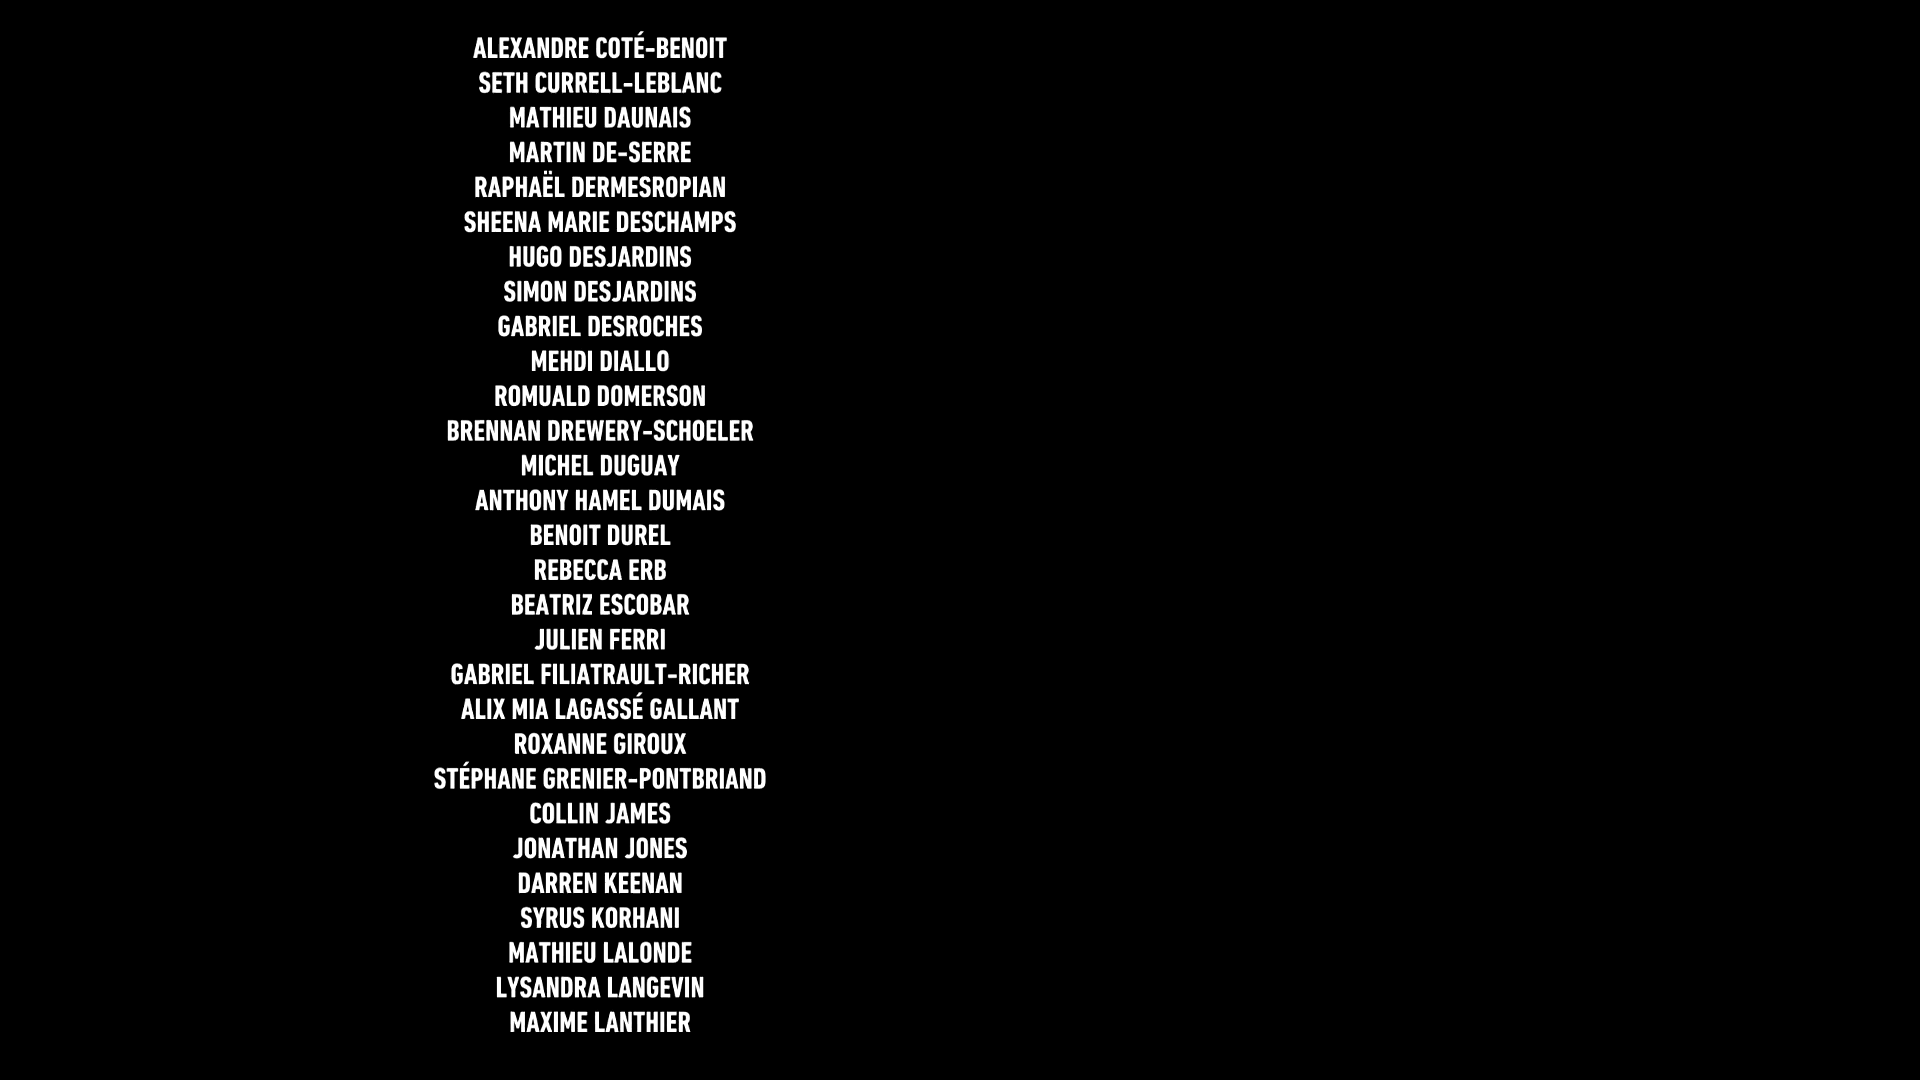 ALEXANDRE COTÉ-BENOIT
SETH CURRELL-LEBLANC
MATHIEU DAUNAIS
MARTIN DE-SERRE
RAPHAËL DERMESROPIAN
SHEENA MARIE DESCHAMPS
HUGO DESJARDINS
SIMON DESJARDINS
GABRIEL DESROCHES
MEHDI DIALLO
ROMUALD DOMERSON
BRENNAN DREWERY-SCHOELER
MICHEL DUGUAY
ANTHONY HAMEL DUMAIS
BENOIT DUREL
REBECCA ERB
BEATRIZ ESCOBAR
JULIEN FERRI
GABRIEL FILIATRAULT-RICHER
ALIX MIA LAGASSÉ GALLANT
ROXANNE GIROUX
STÉPHANE GRENIER-PONTBRIAND
COLLIN JAMES
JONATHAN JONES
DARREN KEENAN
SYRUS KORHANI
MATHIEU LALONDE
LYSANDRA LANGEVIN
MAXIME LANTHIER